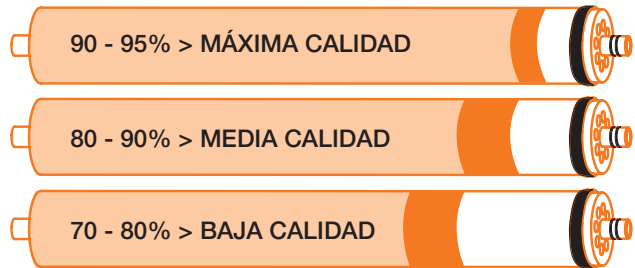 90 - 95% > MÁXIMA CALIDAD
80 - 90% > MEDIA CALIDAD
70 - 80% > BAJA CALIDAD